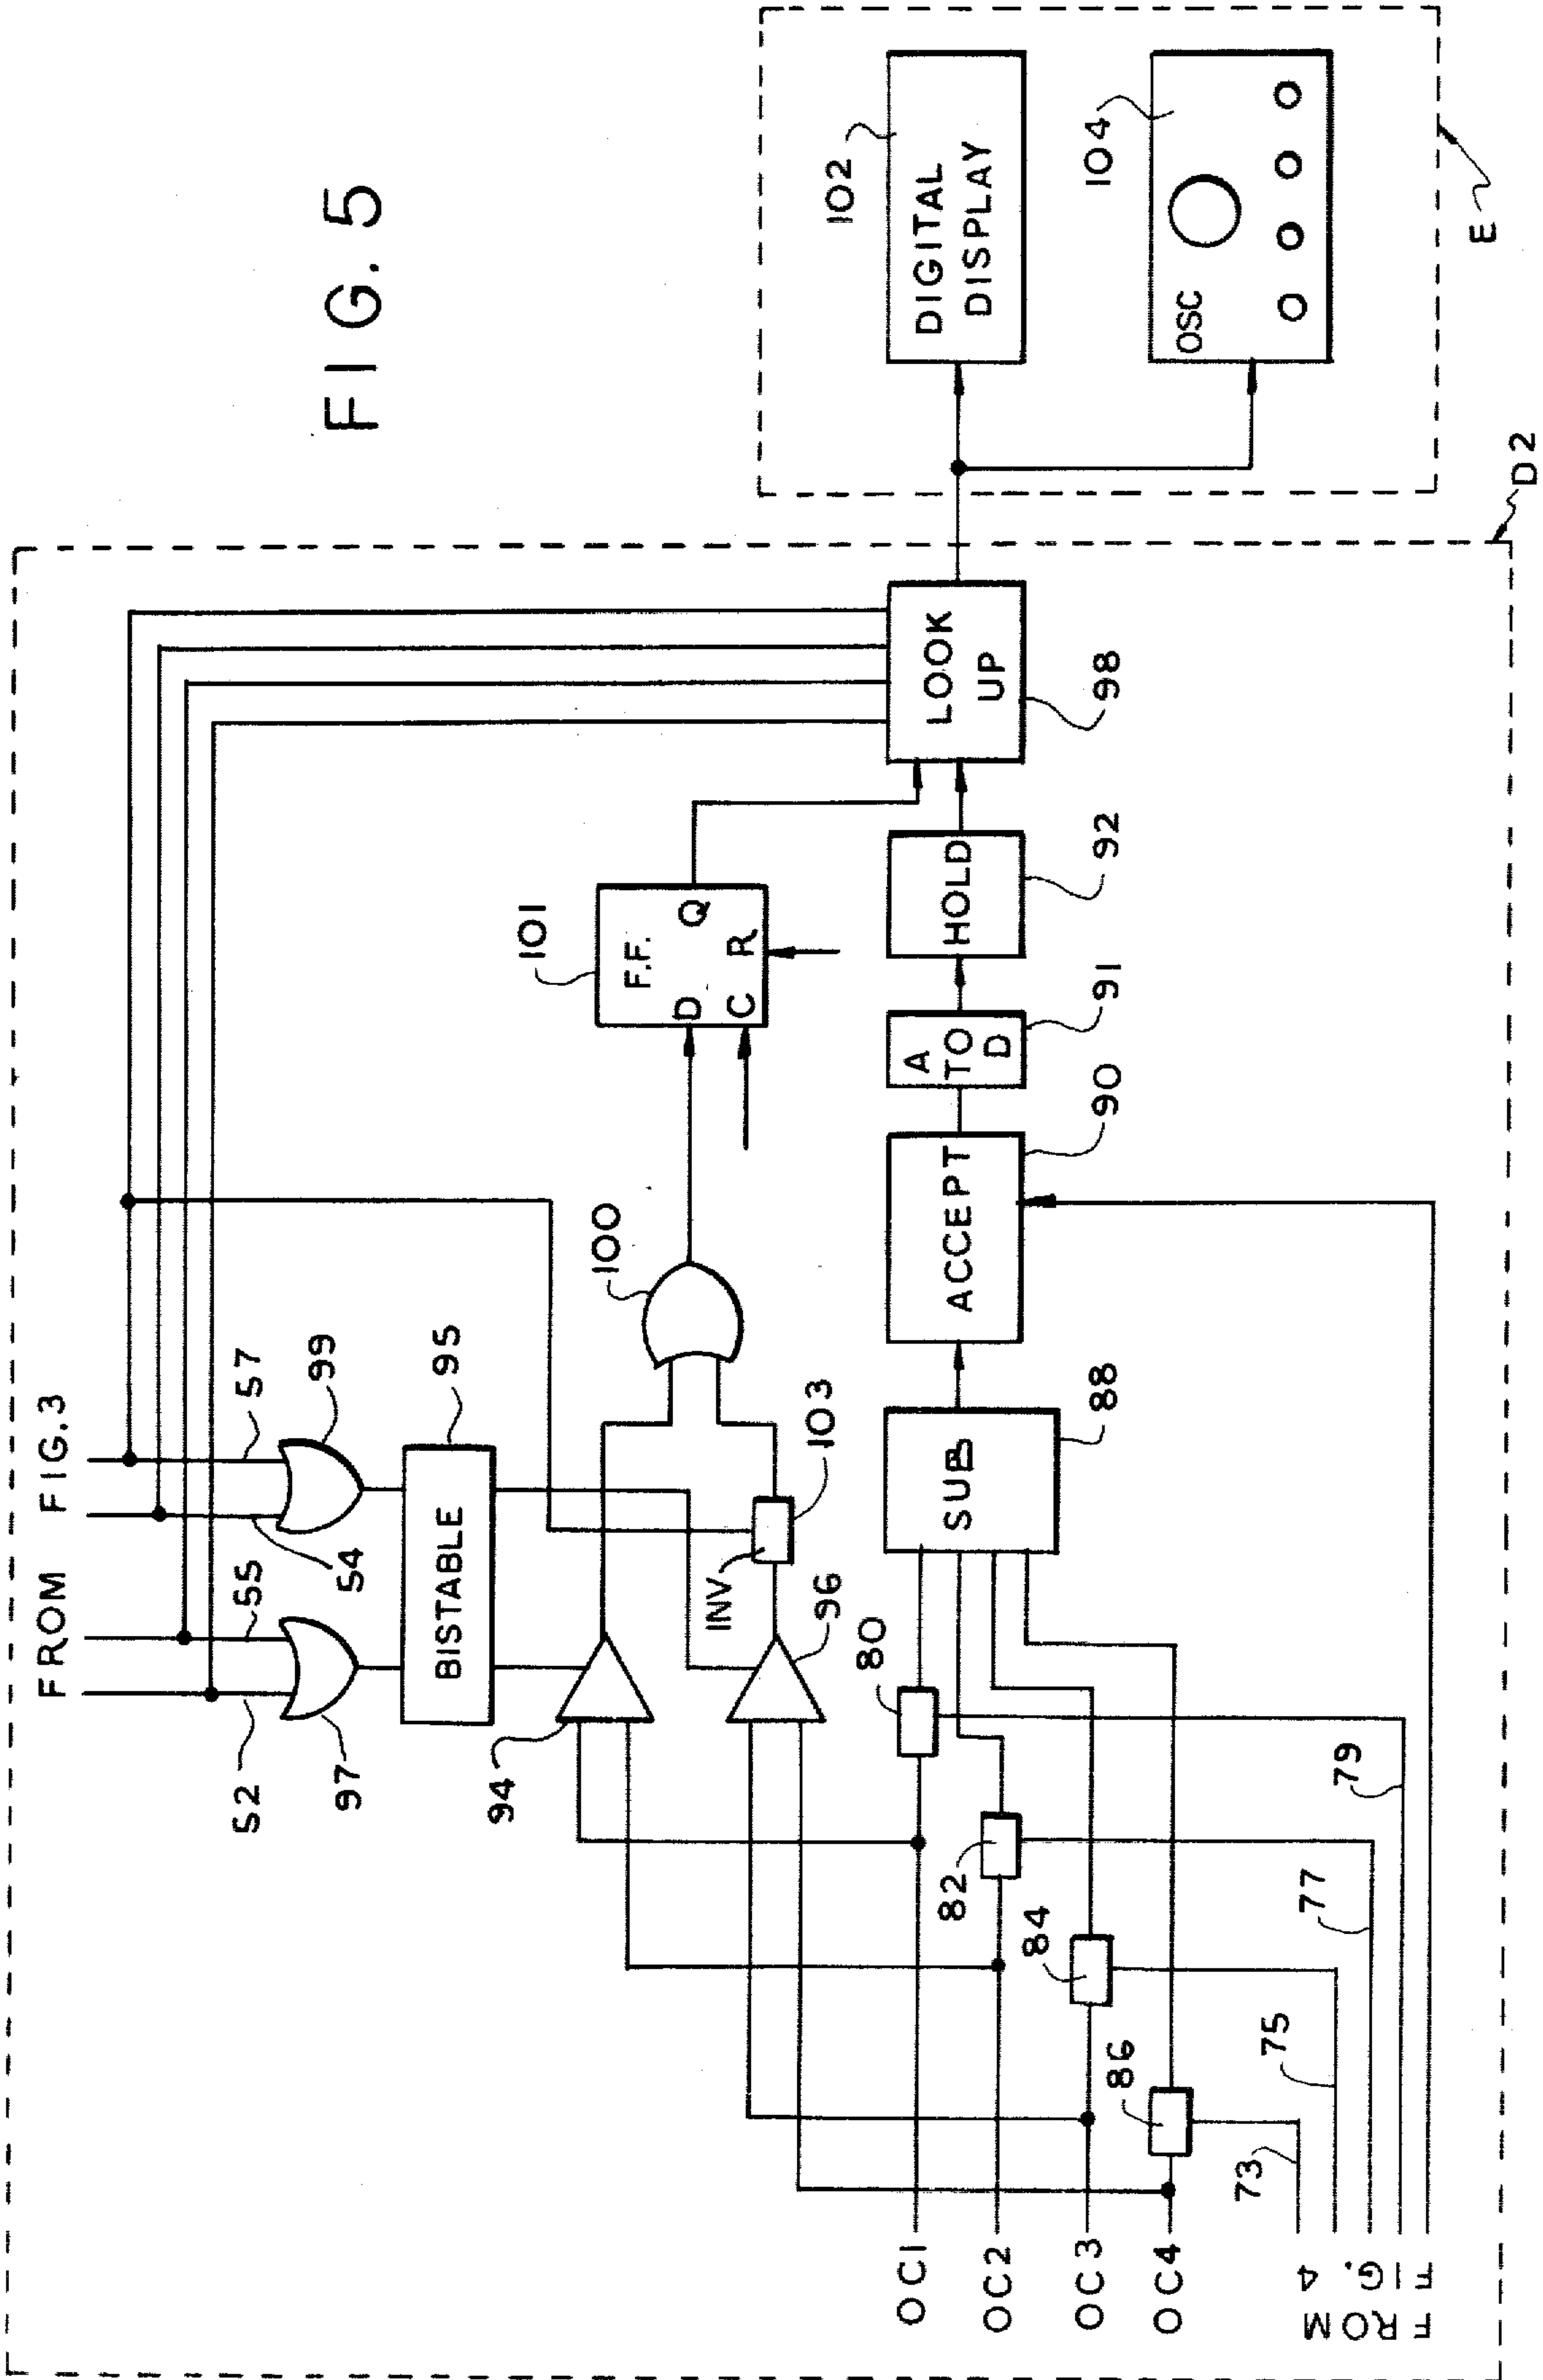 FIG. 5
FROM FIG.3
52
55
54
57
97
99
BISTABLE
95
94
96
INV
103
100
101
F.F.
D
Q
C
R
OC1
OC2
OC3
OC4
80
82
84
86
73
75
77
79
FROM
FIG. 4
SUB
88
ACCEPT
90
A
TO
D
91
HOLD
92
LOOK
UP
98
D2
102
DIGITAL
DISPLAY
104
OSC
E